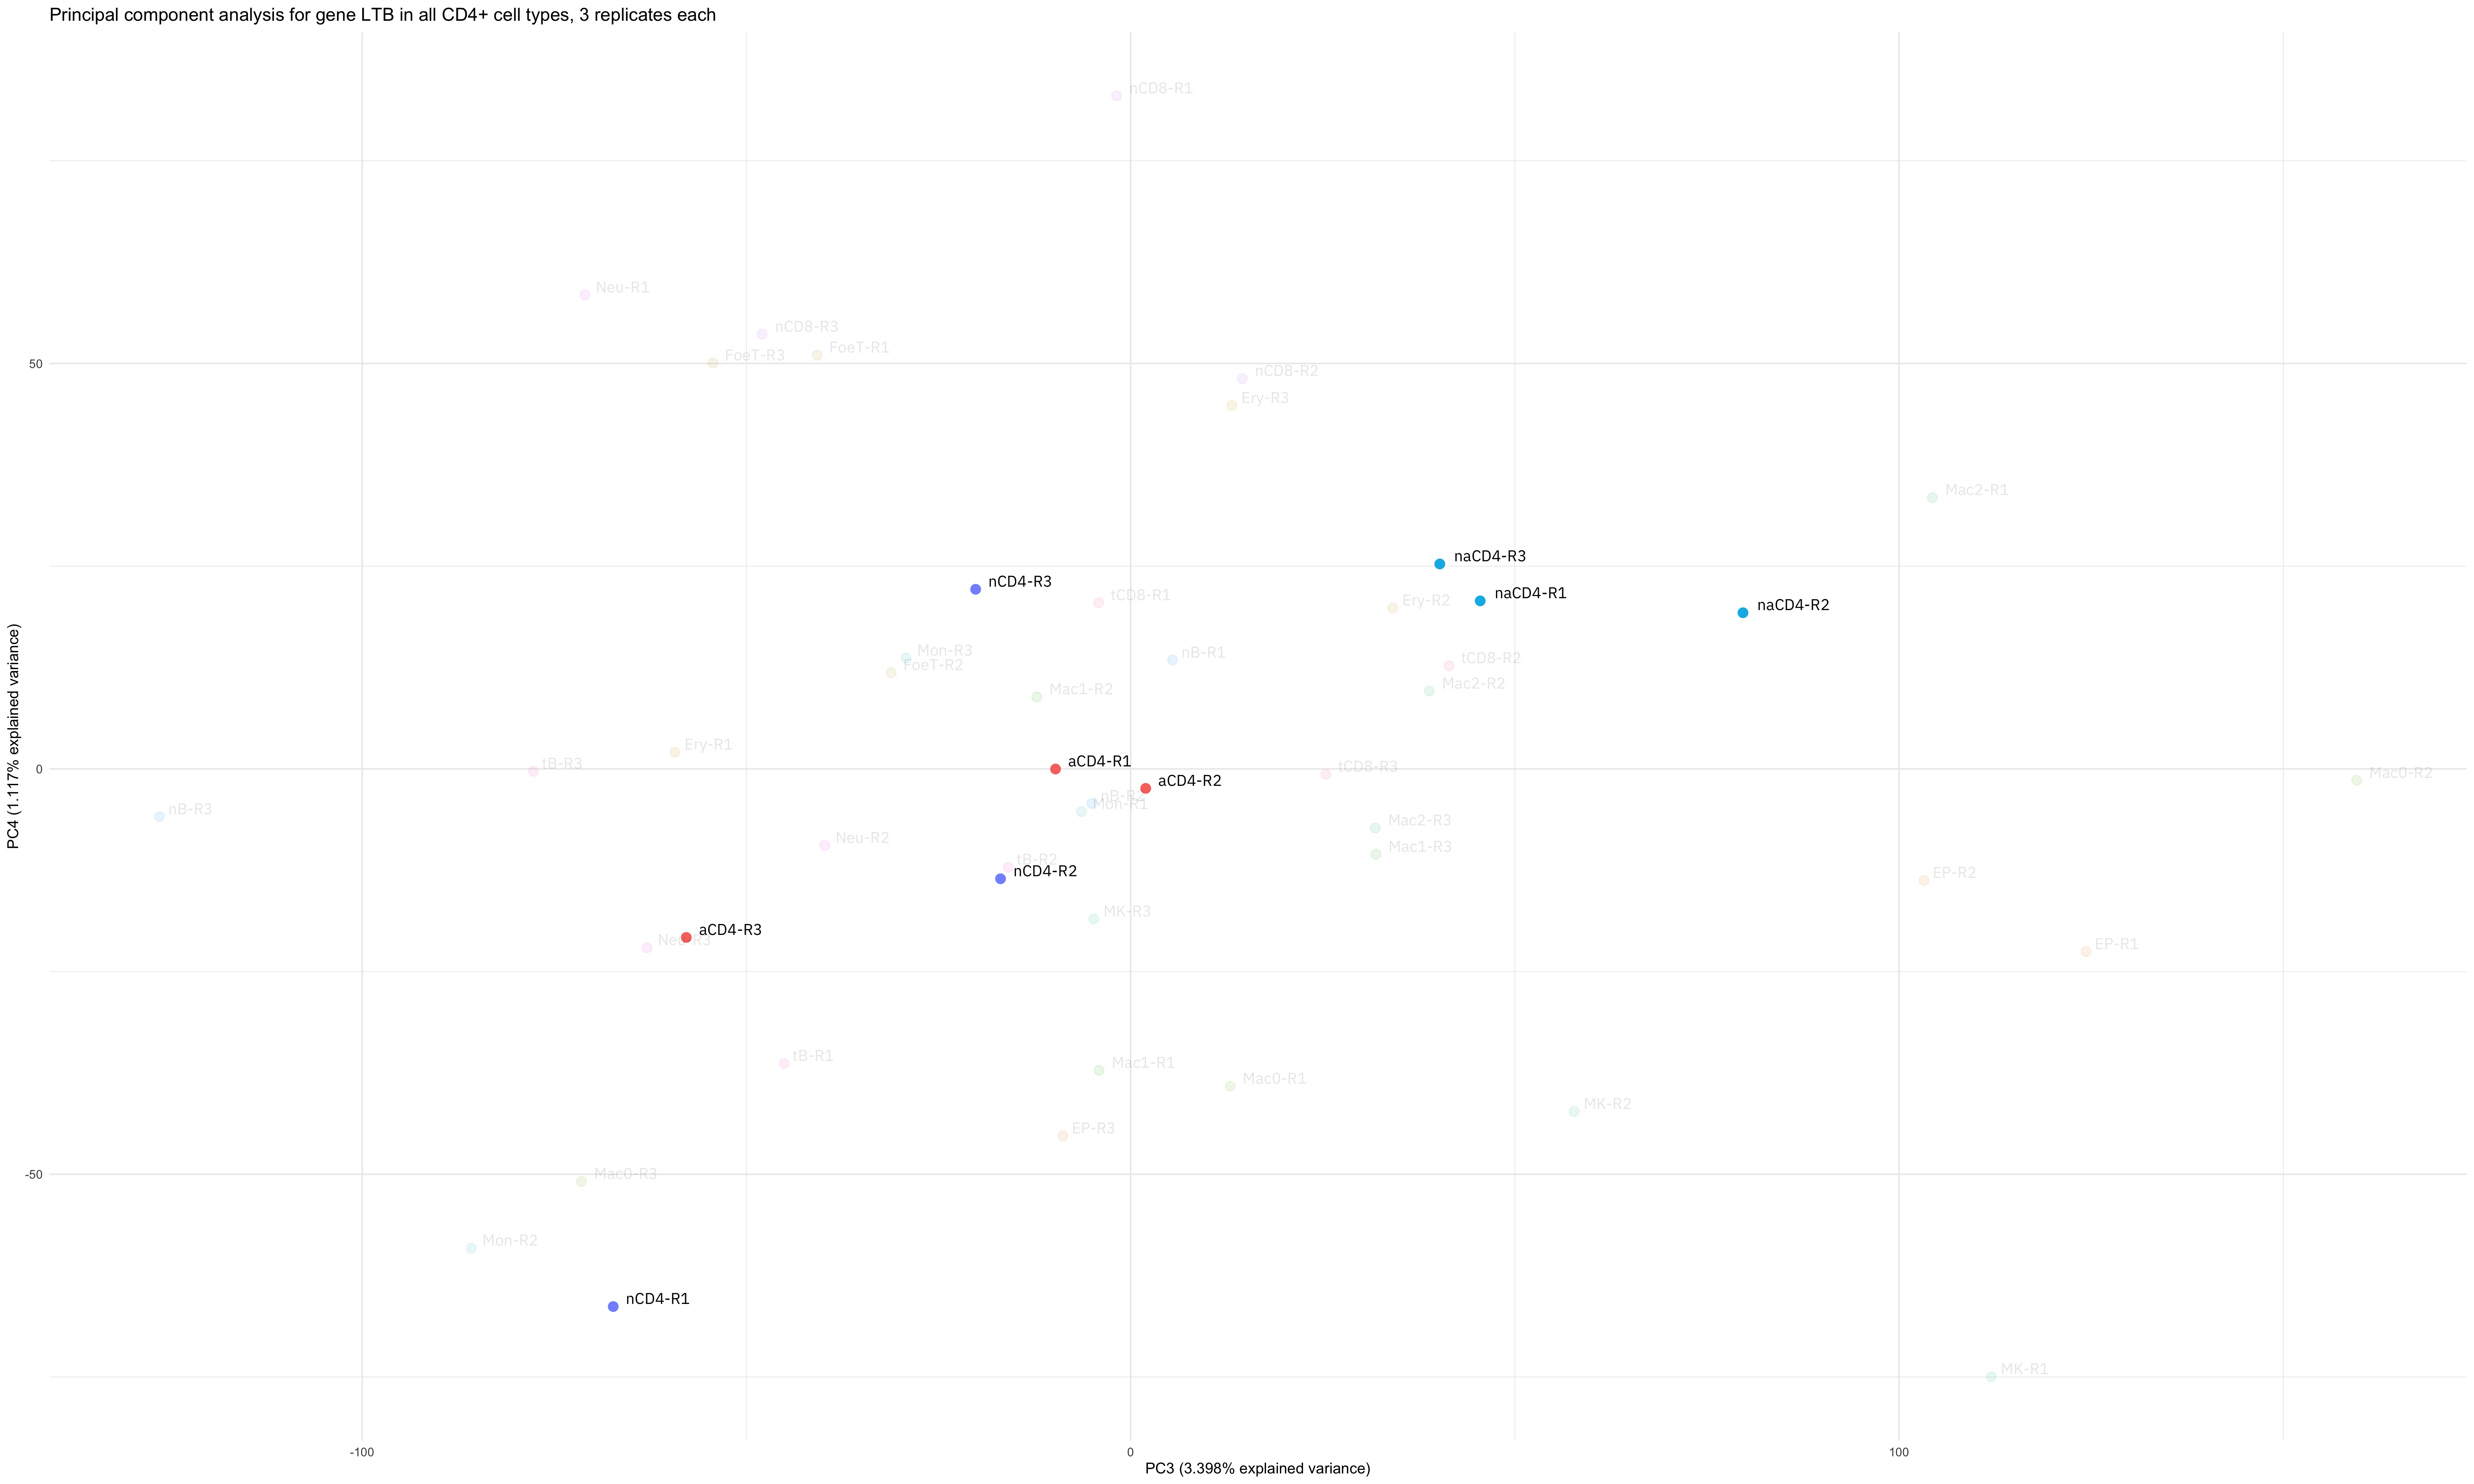 Principal component analysis for gene LTB in all CD4+ cell types, 3 replicates each
nCD8-R1
Neu-R1
nCD8-R3
FoeT-R1
FoeT-R3
50
nCD8-R2
Ery-R3
Mac2-R1
naCD4-R3
nCD4-R3
naCD4-R1
tCD8-R1
Ery-R2
naCD4-R2
Mon-R3
nB-R1
tCD8-R2
FoeT-R2
Mac2-R2
Mac1-R2
Ery-R1
tB-R3
aCD4-R1
0
tCD8-R3
Mac0-R2
aCD4-R2
nB-R2
Mon-R1
nB-R3
Mac2-R3
Neu-R2
Mac1-R3
tB-R2
nCD4-R2
EP-R2
MK-R3
aCD4-R3
Neu-R3
EP-R1
tB-R1
Mac1-R1
Mac0-R1
MK-R2
EP-R3
-50
Mac0-R3
Mon-R2
nCD4-R1
MK-R1
-100
0
100
PC3 (3.398% explained variance)
PC4 (1.117% explained variance)